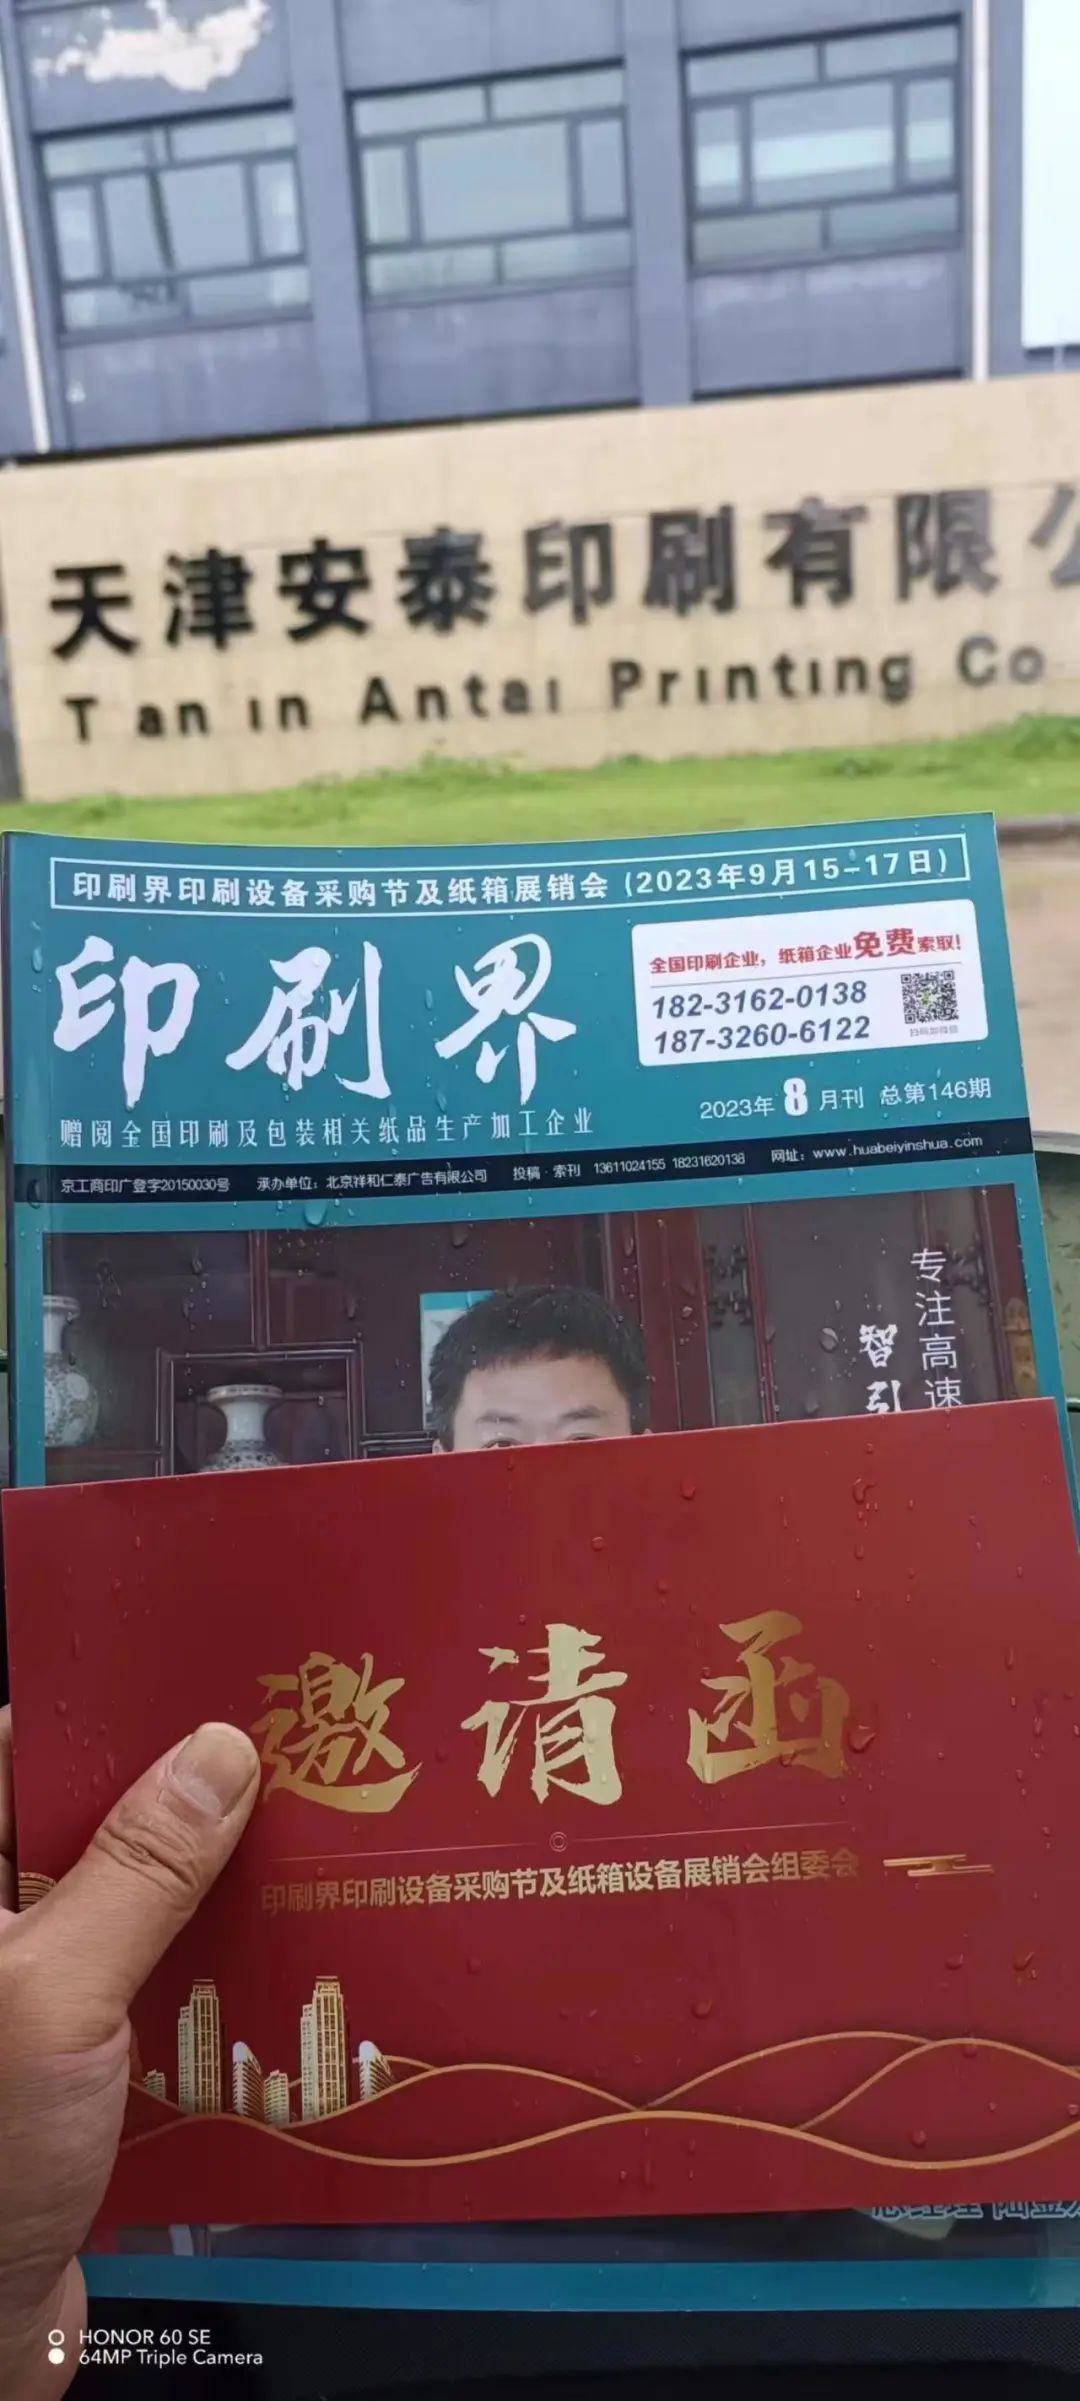 天津安泰印刷有限公
T an in Antai Printing Co
印刷界印刷设备采购节及纸箱展销会（2023年9月15-17日）
全国印刷企业，纸箱企业免费索取！
182-3162-0138
187-3260-6122
扫码加微信
印刷界
2023年8月刊 总第146期
赠阅全国印刷及包装相关纸品生产加工企业
京工商印广登字20150030号 承办单位：北京祥和仁泰广告有限公司 投稿·索刊 13611024155 18231620138 网址：www.huabeiyinshua.com
专注高速
智引
邀请函
印刷界印刷设备采购节及纸箱设备展销会组委会
总经理 陆金
HONOR 60 SE
64MP Triple Camera